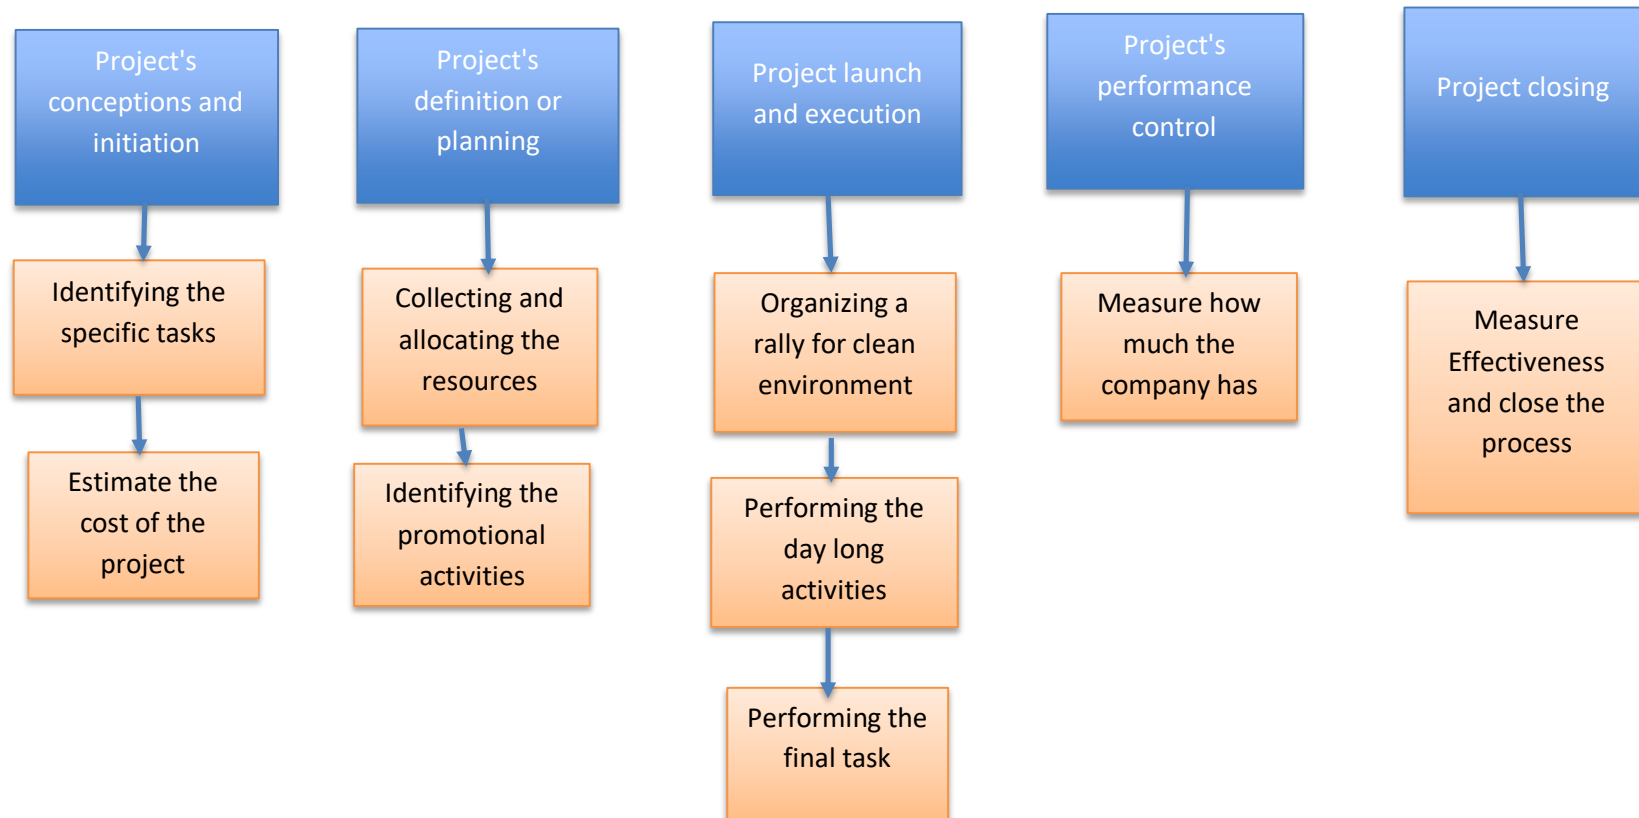 Project's
conceptions and
initiation
Project's
definition or
planning
Project launch
and execution
Project's
performance
control
Project closing
Identifying the
specific tasks
Collecting and
allocating the
resources
Organizing a
rally for clean
environment
Measure how
much the
company has
Measure
Effectiveness
and close the
process
Estimate the
cost of the
project
Identifying the
promotional
activities
Performing the
day long
activities
Performing the
final task